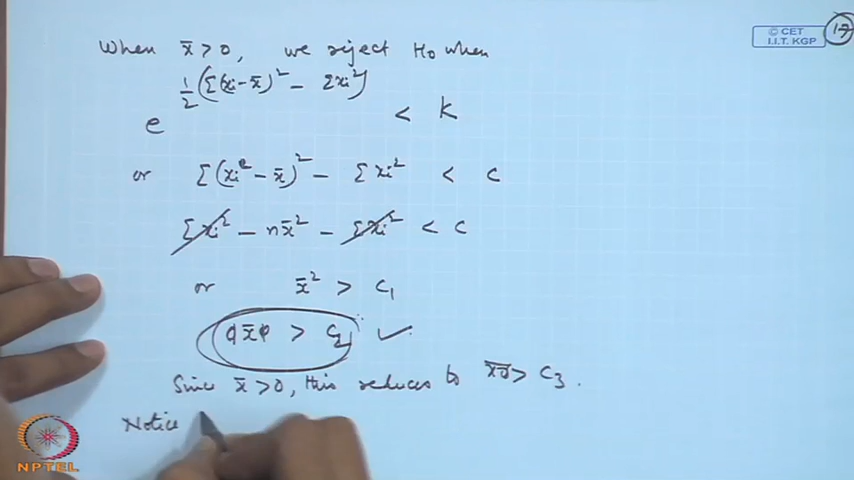 © CET
I.I.T. KGP
17
When x̄ > 0, we reject H₀ when
e^{½(Σ(xᵢ - x̄)² - Σxᵢ²)} < K
or Σ(xᵢ - x̄)² - Σxᵢ² < c
Σxᵢ² - nx̄² - Σxᵢ² < c
or x̄² > c₁
|x̄| > c₂ ✓
Since x̄ > 0, this reduces to x̄ > c₃.
Notice
NPTEL